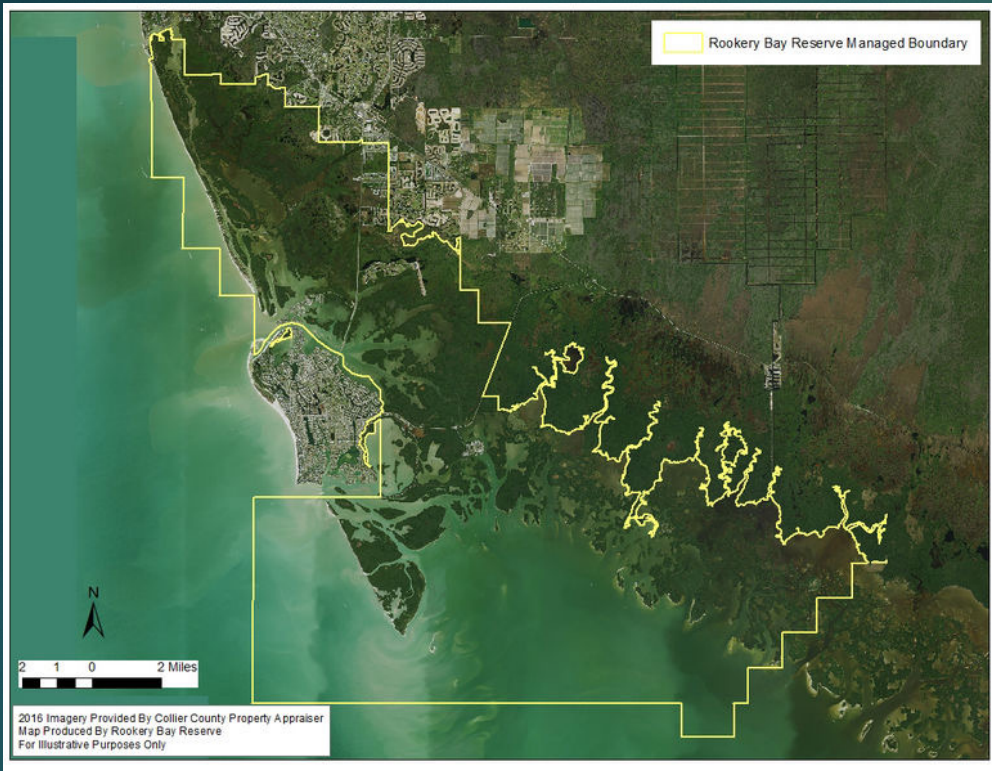 Rookery Bay Reserve Managed Boundary
N
2 1 0 2 Miles
2016 Imagery Provided By Collier County Property Appraiser
Map Produced By Rookery Bay Reserve
For Illustrative Purposes Only